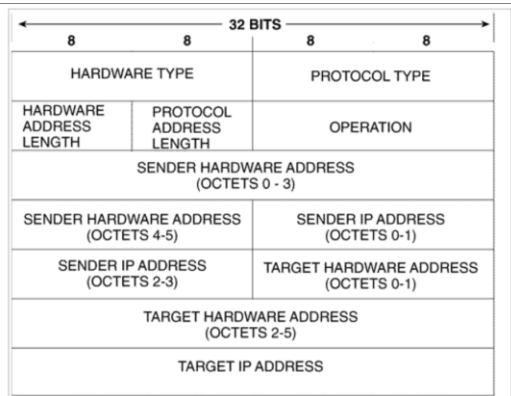 32 BITS
8 8 8 8
HARDWARE TYPE PROTOCOL TYPE
HARDWARE ADDRESS LENGTH PROTOCOL ADDRESS LENGTH OPERATION
SENDER HARDWARE ADDRESS
(OCTETS 0 - 3)
SENDER HARDWARE ADDRESS
(OCTETS 4-5)
SENDER IP ADDRESS
(OCTETS 0-1)
SENDER IP ADDRESS
(OCTETS 2-3)
TARGET HARDWARE ADDRESS
(OCTETS 0-1)
TARGET HARDWARE ADDRESS
(OCTETS 2-5)
TARGET IP ADDRESS